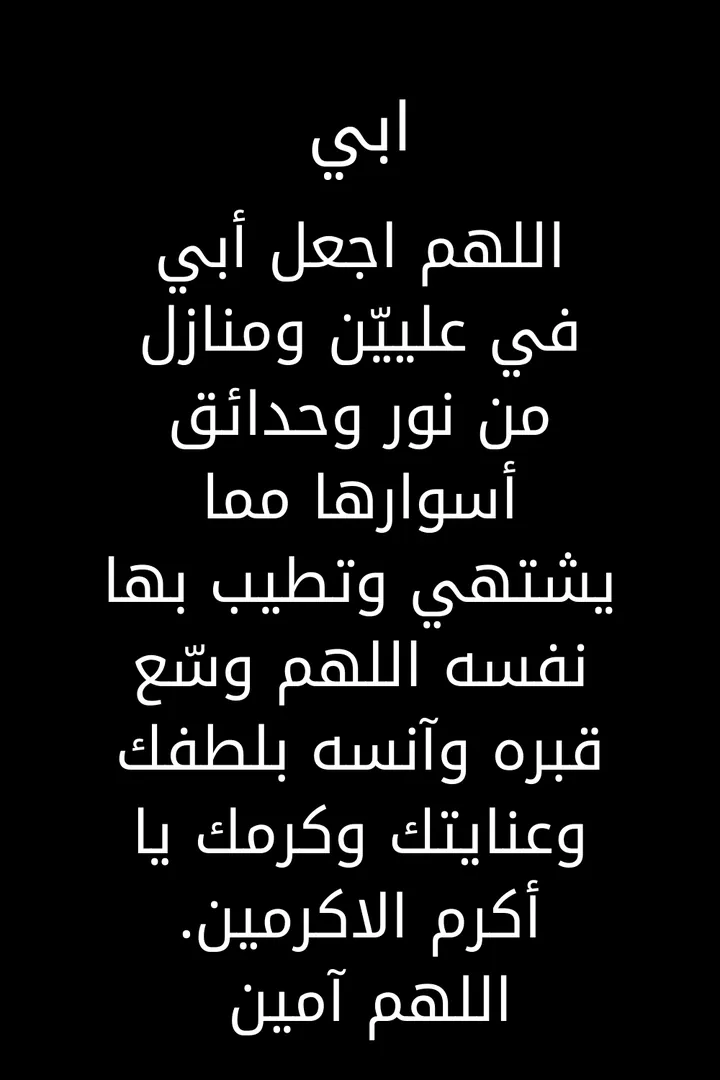 ابي
اللهم اجعل أبي
في علييّن ومنازل
من نور وحدائق
أسوارها مما
يشتهي وتطيب بها
نفسه اللهم وسّع
قبره وآنسه بلطفك
وعنايتك وكرمك يا
أكرم الاكرمين.
اللهم آمين